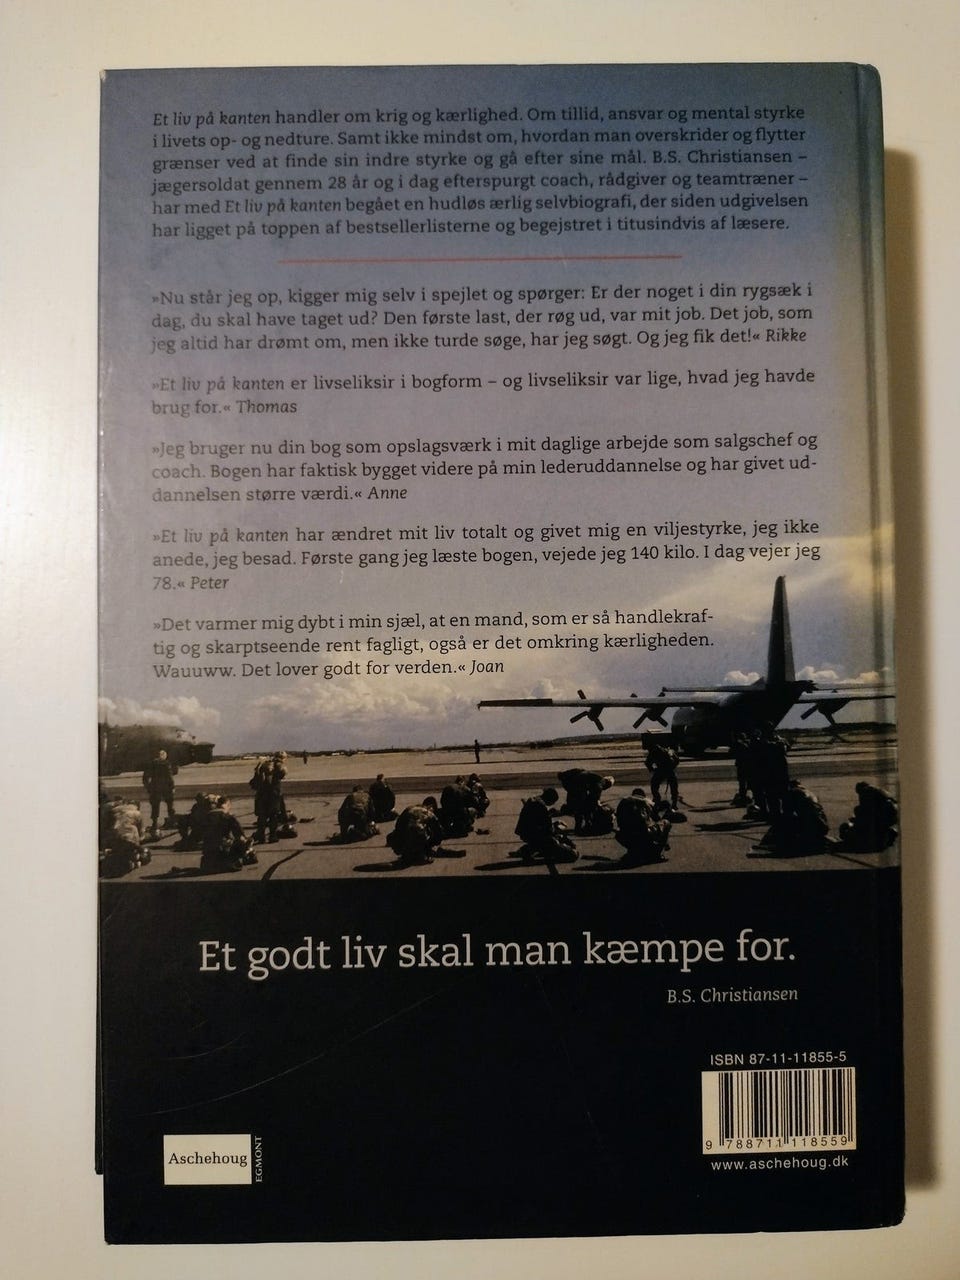 Et liv på kanten handler om krig og kærlighed. Om tillid, ansvar og mental styrke
i livets op- og nedture. Samt ikke mindst om, hvordan man overskrider og flytter
grænser ved at finde sin indre styrke og gå efter sine mål. B.S. Christiansen –
jægersoldat gennem 28 år og i dag efterspurgt coach, rådgiver og teamtræner –
har med Et liv på kanten begået en hudløs ærlig selvbiografi, der siden udgivelsen
har ligget på toppen af bestsellerlisterne og begejstret i titusindvis af læsere.
»Nu står jeg op, kigger mig selv i spejlet og spørger: Er der noget i din rygsæk i
dag, du skal have taget ud? Den første last, der røg ud, var mit job. Det job, som
jeg altid har drømt om, men ikke turde søge, har jeg søgt. Og jeg fik det!« Rikke
»Et liv på kanten er livseliksir i bogform – og livseliksir var lige, hvad jeg havde
brug for.« Thomas
»Jeg bruger nu din bog som opslagsværk i mit daglige arbejde som salgschef og
coach. Bogen har faktisk bygget videre på min lederuddannelse og har givet ud-
dannelsen større værdi.« Anne
»Et liv på kanten har ændret mit liv totalt og givet mig en viljestyrke, jeg ikke
anede, jeg besad. Første gang jeg læste bogen, vejede jeg 140 kilo. I dag vejer jeg
78.« Peter
»Det varmer mig dybt i min sjæl, at en mand, som er så handlekraf-
tig og skarptseende rent fagligt, også er det omkring kærligheden.
Wauuww. Det lover godt for verden.« Joan
Et godt liv skal man kæmpe for.
B.S. Christiansen
ISBN 87-11-11855-5
9 788711 118559
www.aschehoug.dk
Aschehoug
EGMONT